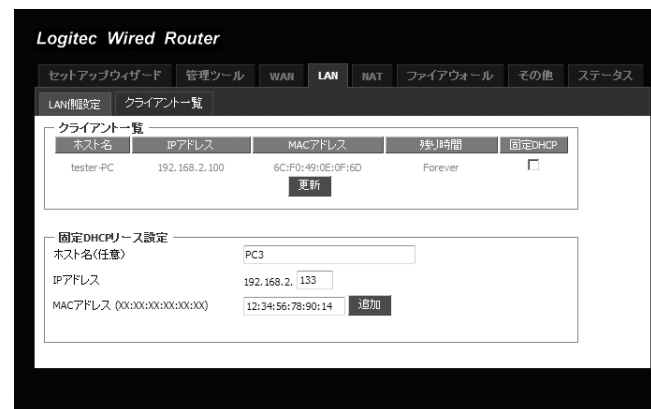 Logitec Wired Router
セットアップウィザード 管理ツール WAN LAN NAT ファイアウォール その他 ステータス
LAN側設定 クライアント一覧
クライアント一覧
ホスト名 IPアドレス MACアドレス 残り時間 固定DHCP
tester-PC 192.168.2.100 6C:F0:49:0E:0F:6D Forever
更新
固定DHCPリース設定
ホスト名(任意) PC3
IPアドレス 192.168.2. 133
MACアドレス (XX:XX:XX:XX:XX:XX) 12:34:56:78:90:14 追加